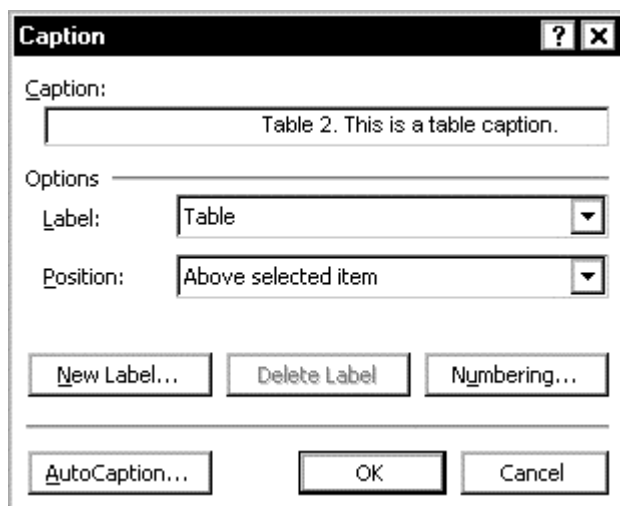 Caption
Caption:
Table 2. This is a table caption.
Options
Label: Table
Position: Above selected item
New Label... Delete Label Numbering...
AutoCaption... OK Cancel